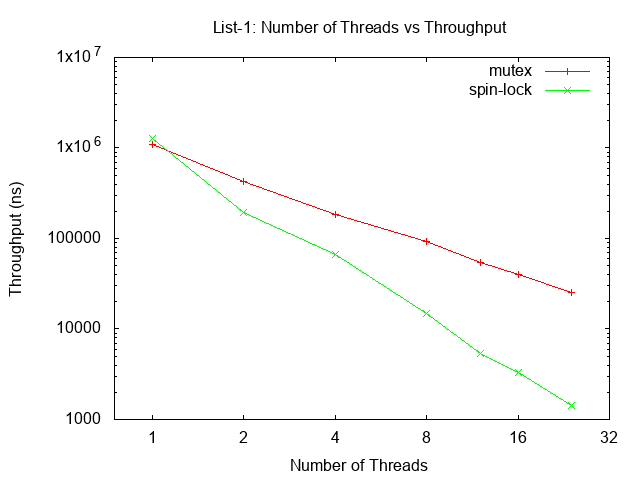 List-1: Number of Threads vs Throughput
1x10^7
mutex
spin-lock
1x10^6
100000
10000
1000
Throughput (ns)
1 2 4 8 16 32
Number of Threads